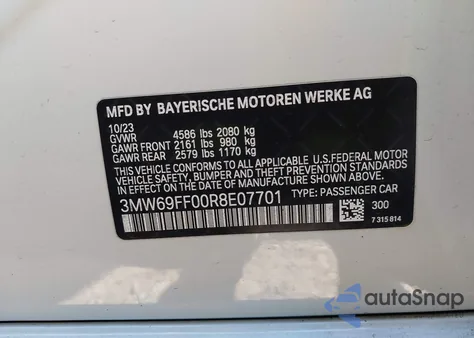 MFD BY BAYERISCHE MOTOREN WERKE AG
10/23
GVWR 4586 lbs 2080 kg
GAWR FRONT 2161 lbs 980 kg
GAWR REAR 2579 lbs 1170 kg
THIS VEHICLE CONFORMS TO ALL APPLICABLE U.S.FEDERAL MOTOR
VEHICLE SAFETY, BUMPER, AND THEFT PREVENTION STANDARDS IN
EFFECT ON THE DATE OF MANUFACTURE SHOWN ABOVE.
3MW69FF00R8E07701 TYPE: PASSENGER CAR
300
7 315 814
autoSnap